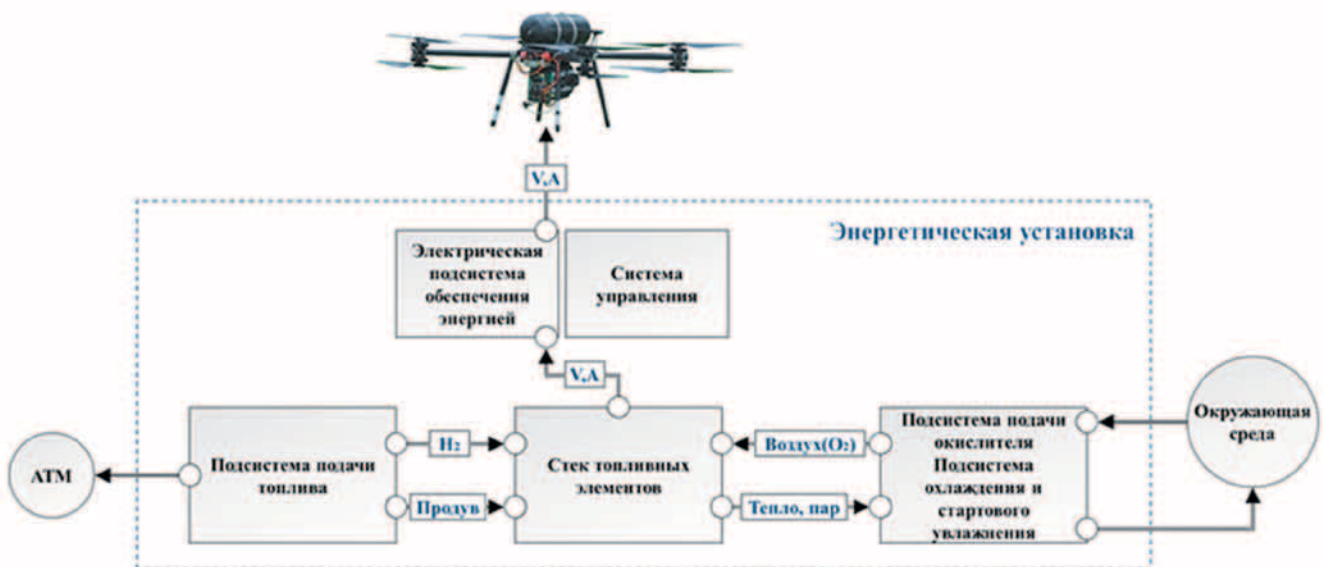 V,A
Энергетическая установка
Электрическая
подсистема
обеспечения
энергией
Система
управления
V,A
АТМ
Подсистема подачи
топлива
H₂
Продув
Стек топливных
элементов
Воздух(O₂)
Тепло, пар
Подсистема подачи
окислителя
Подсистема
охлаждения и
стартового
увлажнения
Окружающая
среда